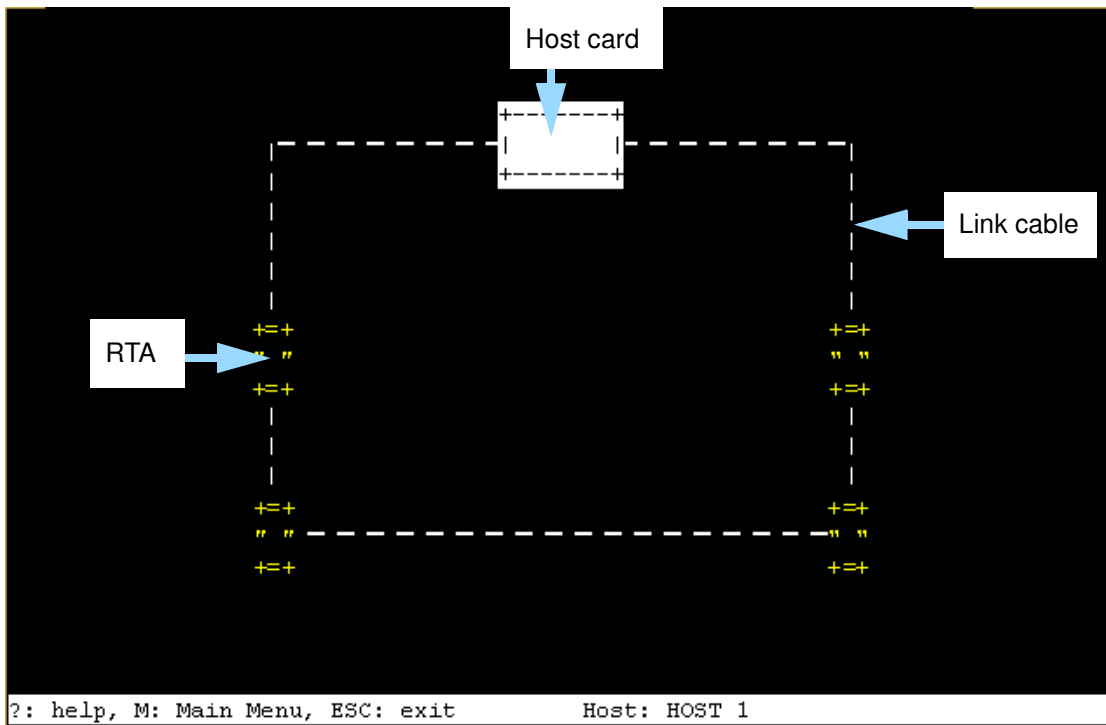 Host card
Link cable
RTA
?: help, M: Main Menu, ESC: exit Host: HOST 1